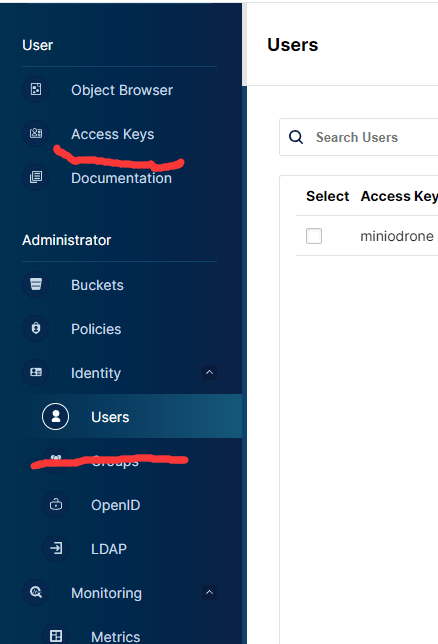 User
Users
Object Browser
Access Keys
Search Users
Documentation
Select Access Key
Administrator
miniodrone
Buckets
Policies
Identity
Users
Groups
OpenID
LDAP
Monitoring
Metrics